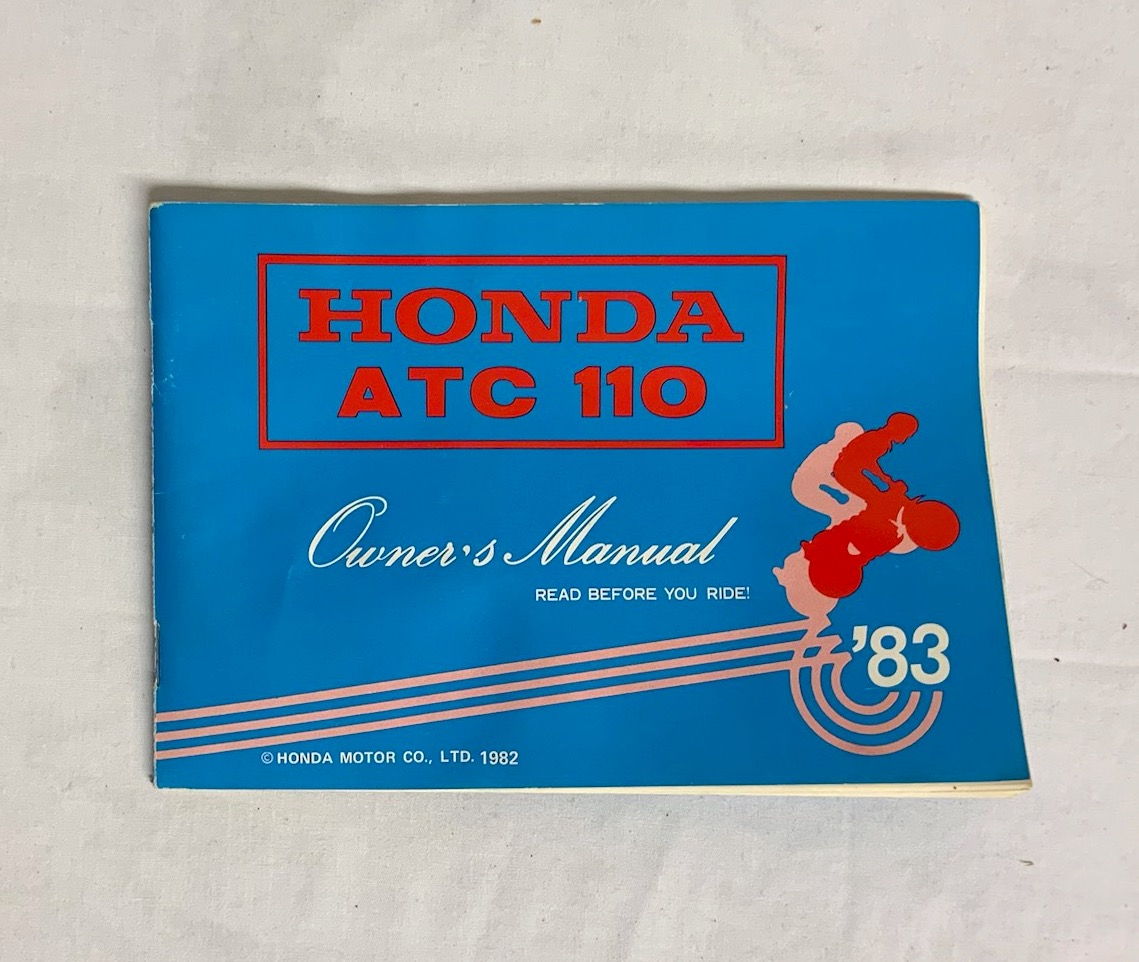 HONDA
ATC 110
Owner's Manual
READ BEFORE YOU RIDE!
'83
© HONDA MOTOR CO., LTD. 1982